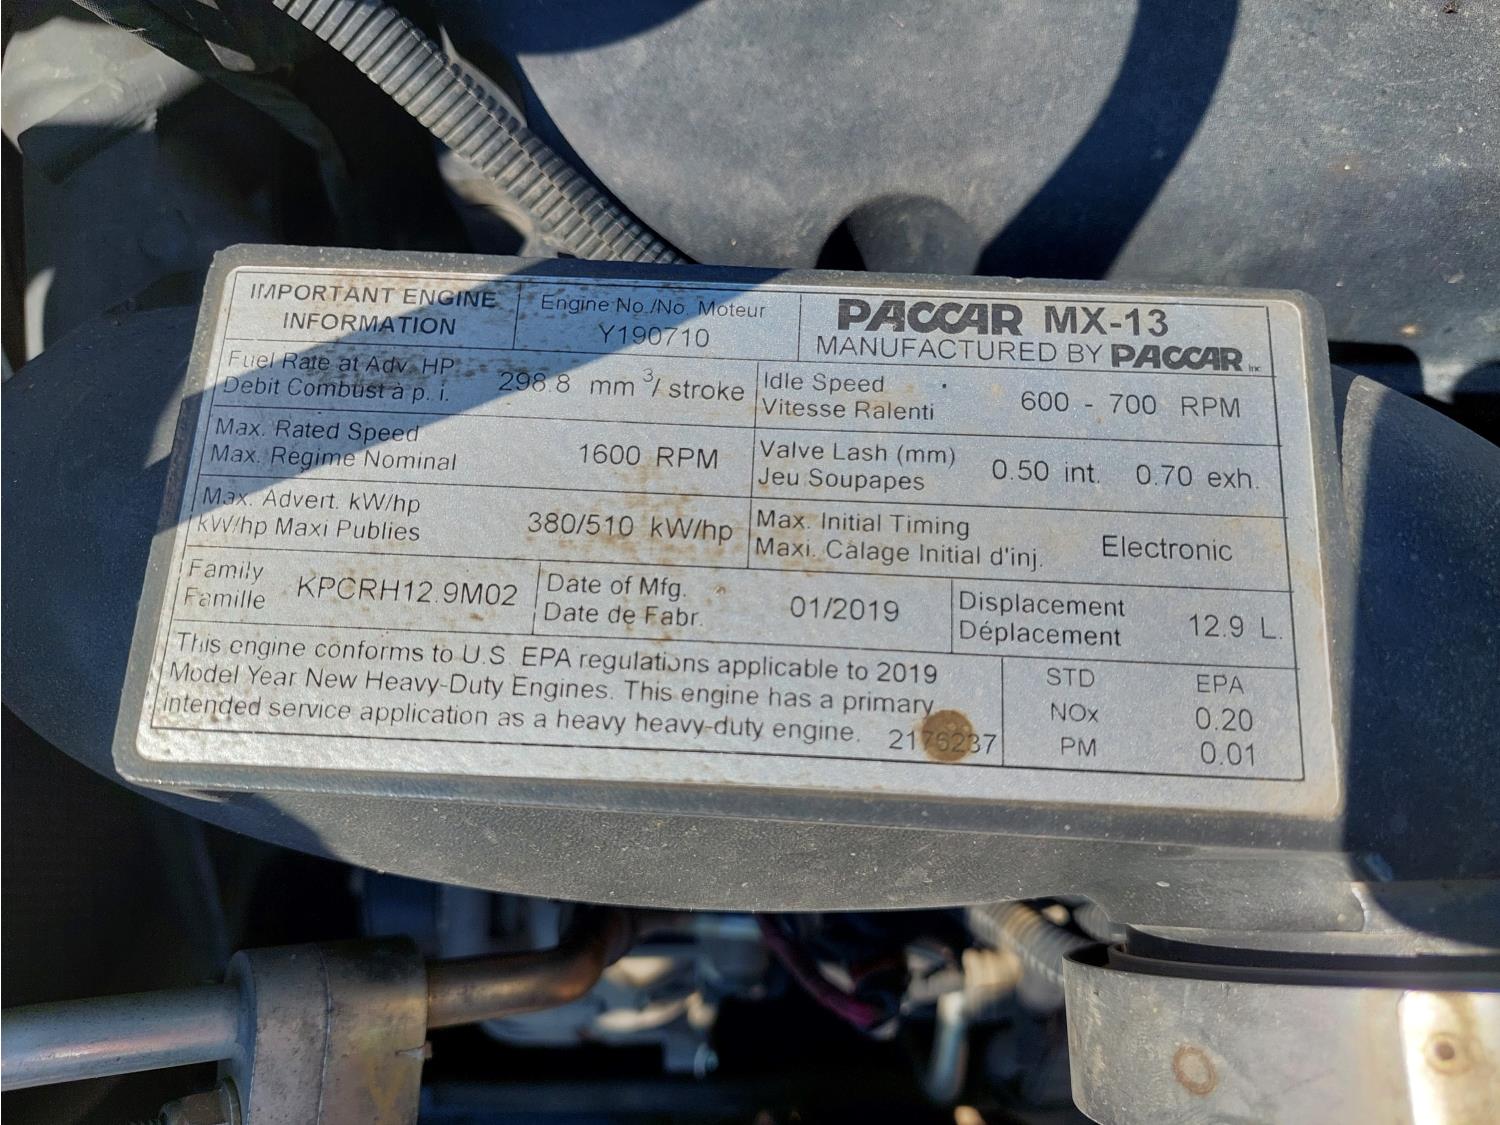 IMPORTANT ENGINE
INFORMATION
Engine No./No. Moteur
Y190710
PACCAR MX-13
MANUFACTURED BY PACCAR Inc
Fuel Rate at Adv. HP
Debit Combust à p. i.
298.8 mm³/ stroke
Idle Speed
Vitesse Ralenti
600 - 700 RPM
Max. Rated Speed
Max. Regime Nominal
1600 RPM
Valve Lash (mm)
Jeu Soupapes
0.50 int. 0.70 exh.
Max. Advert. kW/hp
kW/hp Maxi Publies
380/510 kW/hp
Max. Initial Timing
Maxi. Calage Initial d'inj.
Electronic
Family
Famille
KPCRH12.9M02
Date of Mfg.
Date de Fabr.
01/2019
Displacement
Déplacement
12.9 L.
This engine conforms to U.S. EPA regulations applicable to 2019
Model Year New Heavy-Duty Engines. This engine has a primary
intended service application as a heavy heavy-duty engine.
2176237
STD EPA
NOx 0.20
PM 0.01